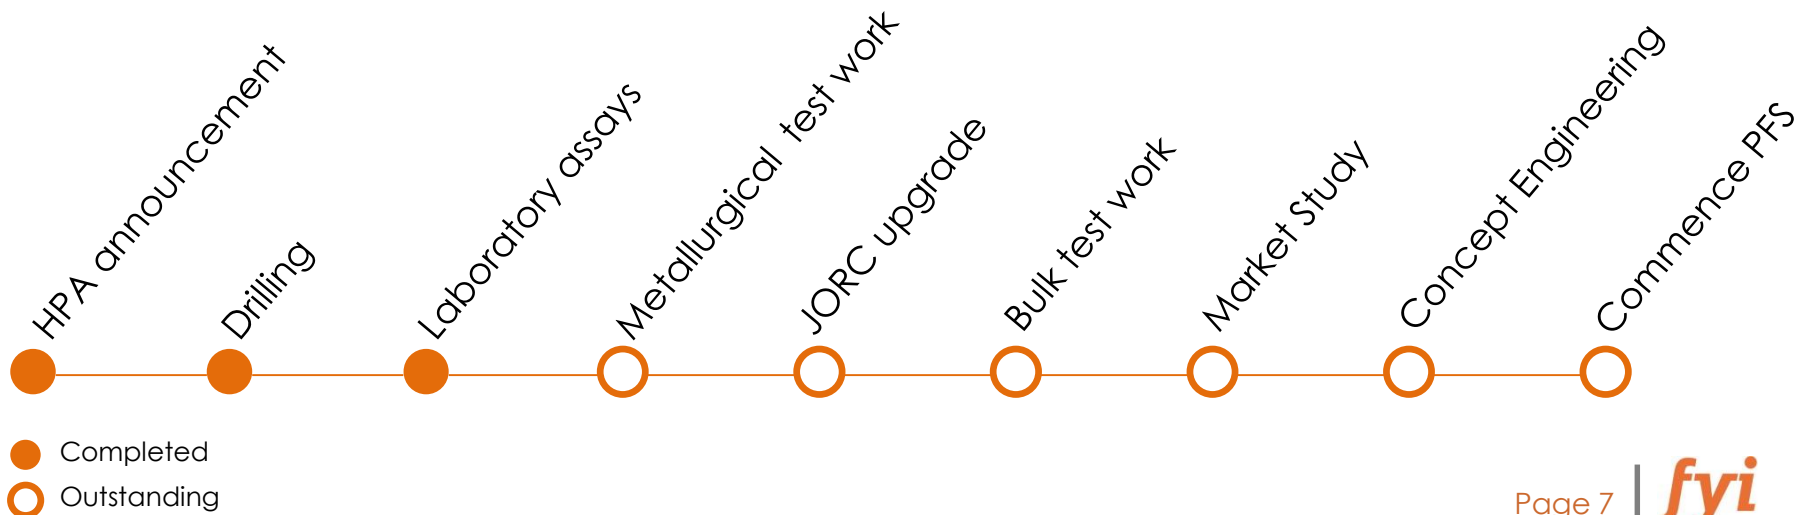 HPA announcement
Drilling
Laboratory assays
Metallurgical test work
JORC upgrade
Bulk test work
Market Study
Concept Engineering
Commence PFS
Completed
Outstanding
Page 7
fyi